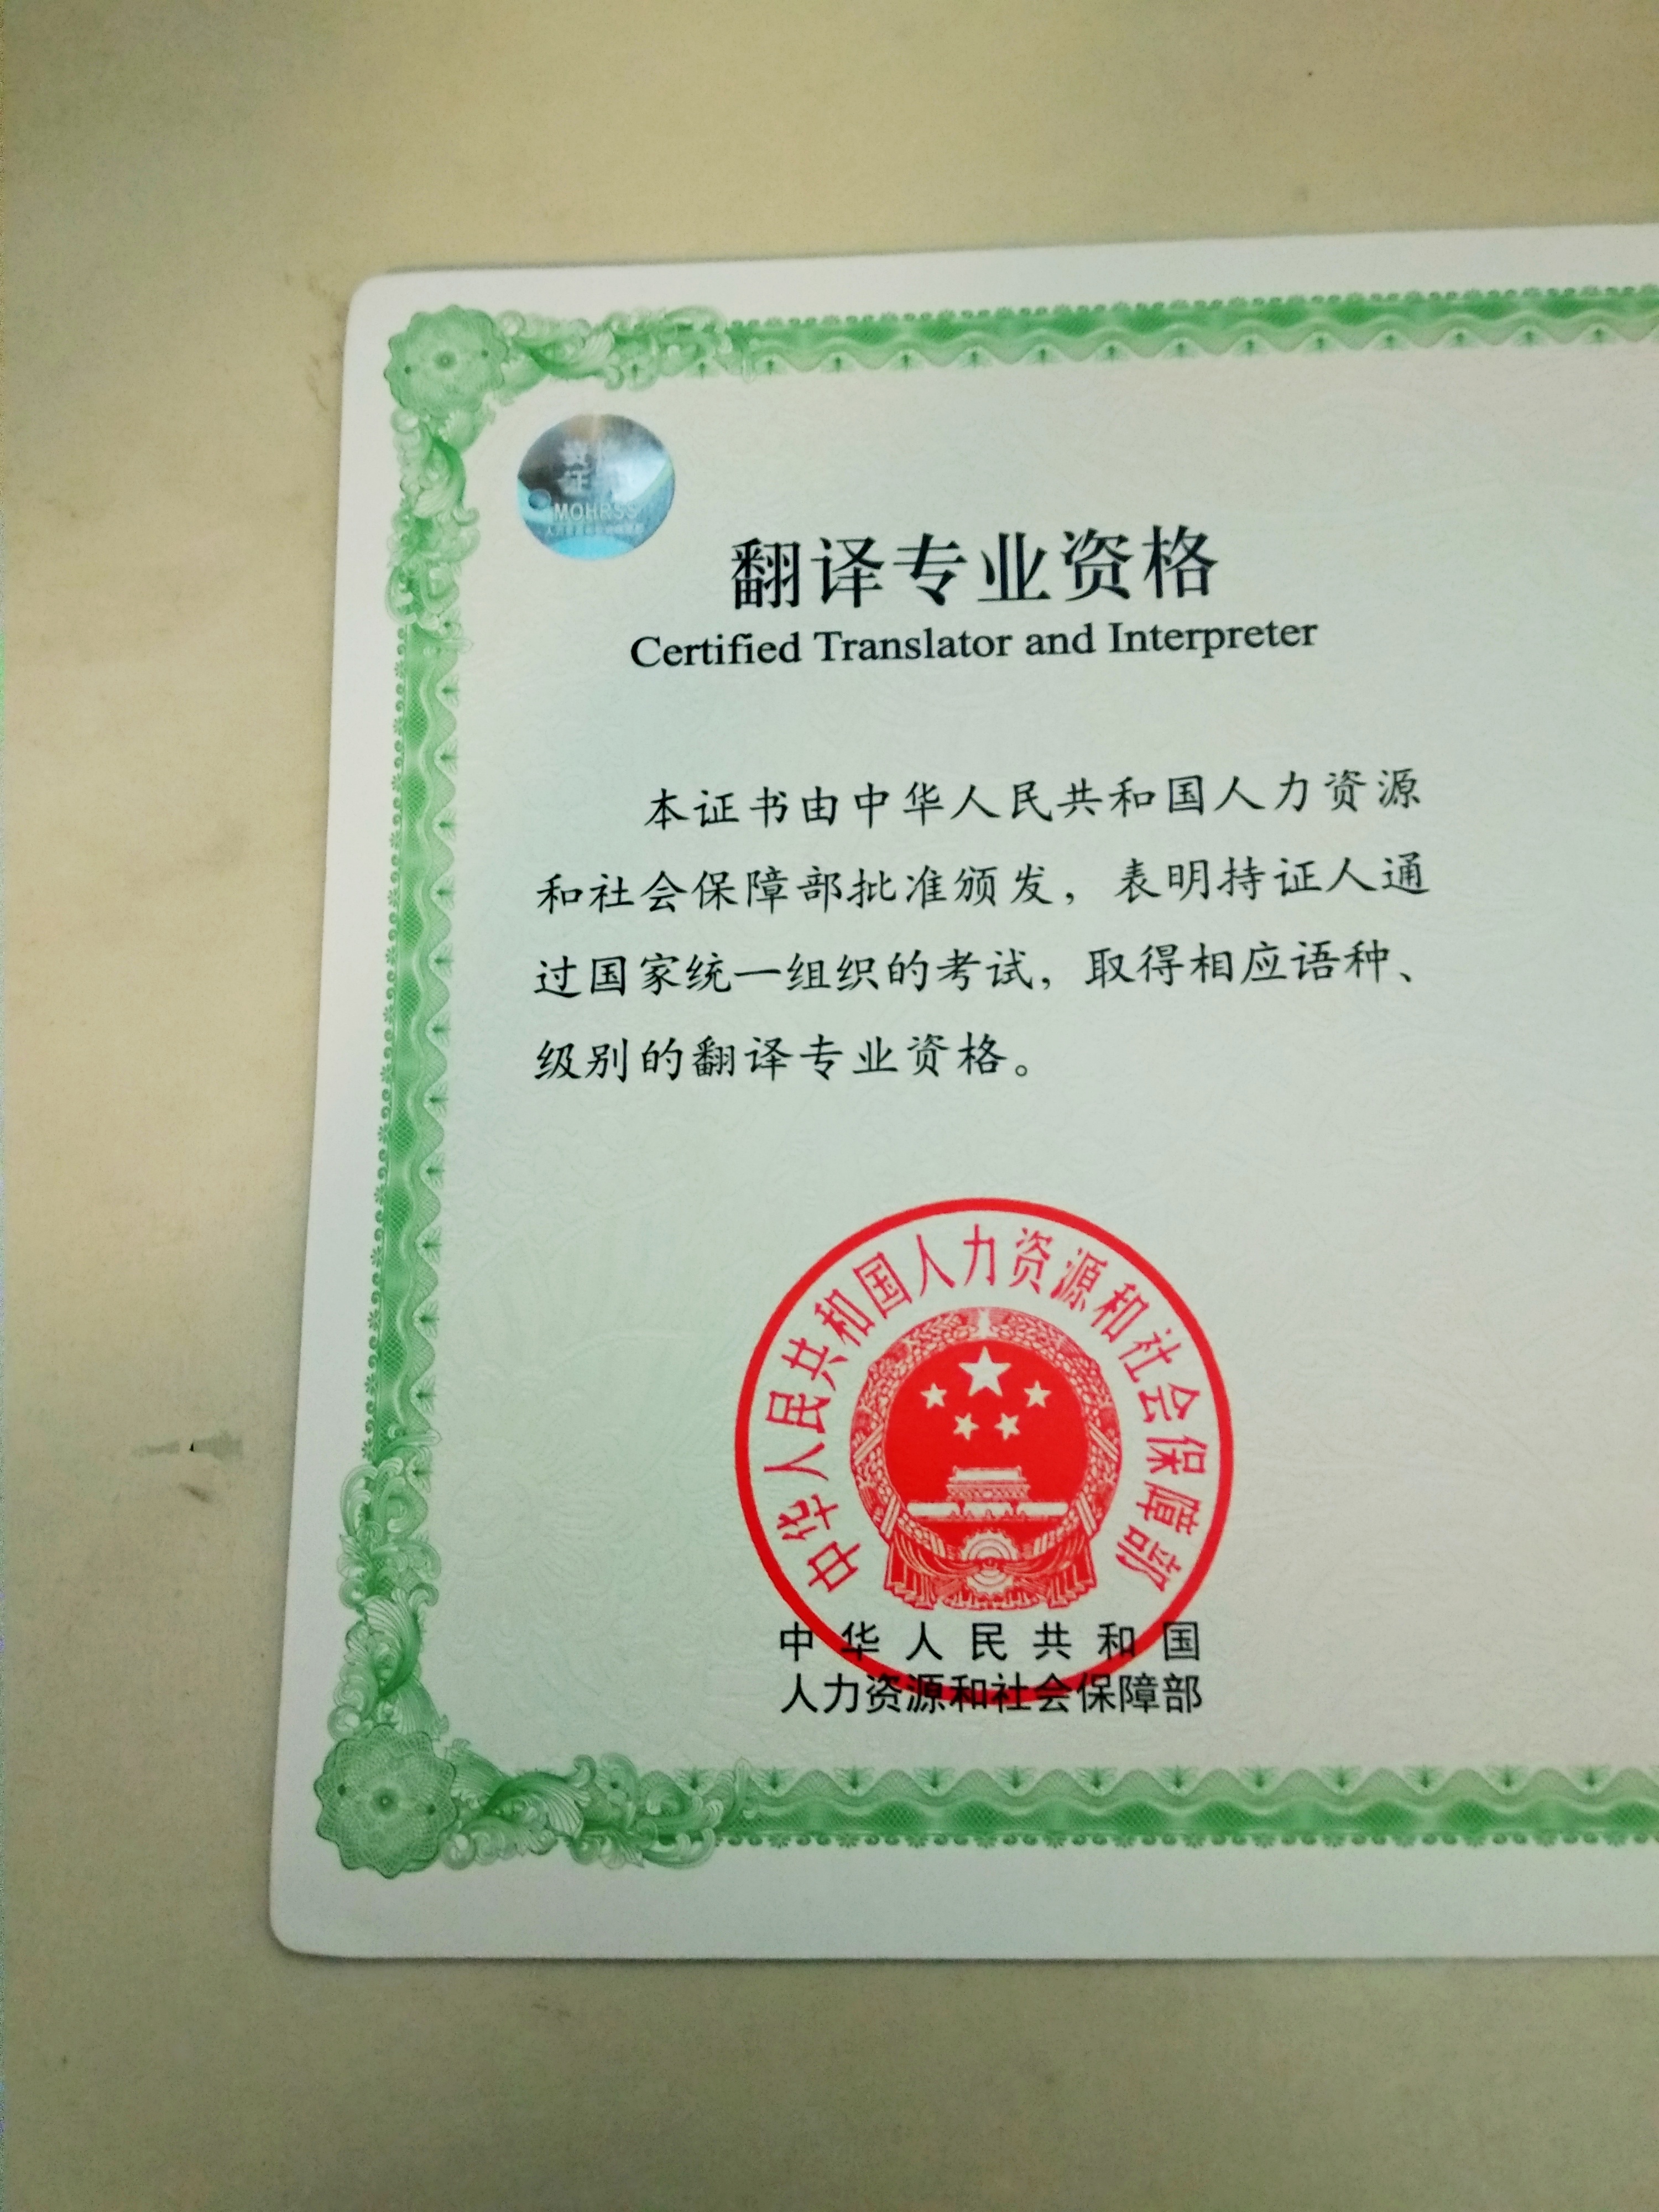 MOHRSS
翻译专业资格
Certified Translator and Interpreter
本证书由中华人民共和国人力资源
和社会保障部批准颁发，表明持证人通
过国家统一组织的考试，取得相应语种、
级别的翻译专业资格。
中华人民共和国人力资源和社会保障部
中华人民共和国
人力资源和社会保障部